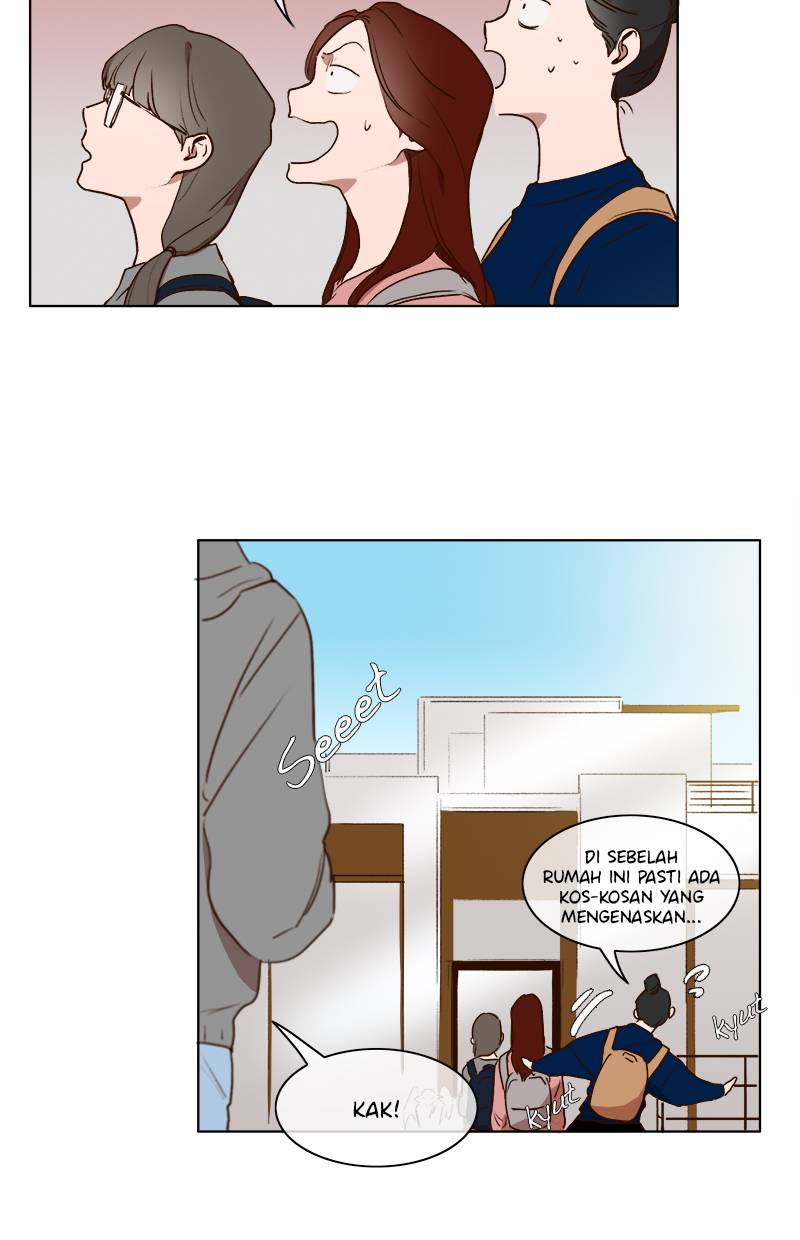 Seeet
DI SEBELAH
RUMAH INI PASTI ADA
KOS-KOSAN YANG
MENGENASKAN...
kyut
kyut
KAK!